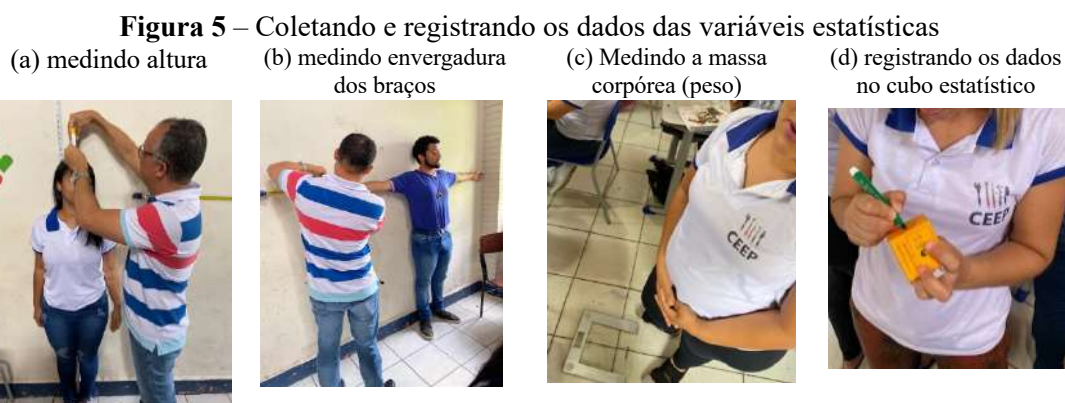 Figura 5 – Coletando e registrando os dados das variáveis estatísticas
(a) medindo altura
(b) medindo envergadura
dos braços
(c) Medindo a massa
corpórea (peso)
(d) registrando os dados
no cubo estatístico
CEEP
CEEP